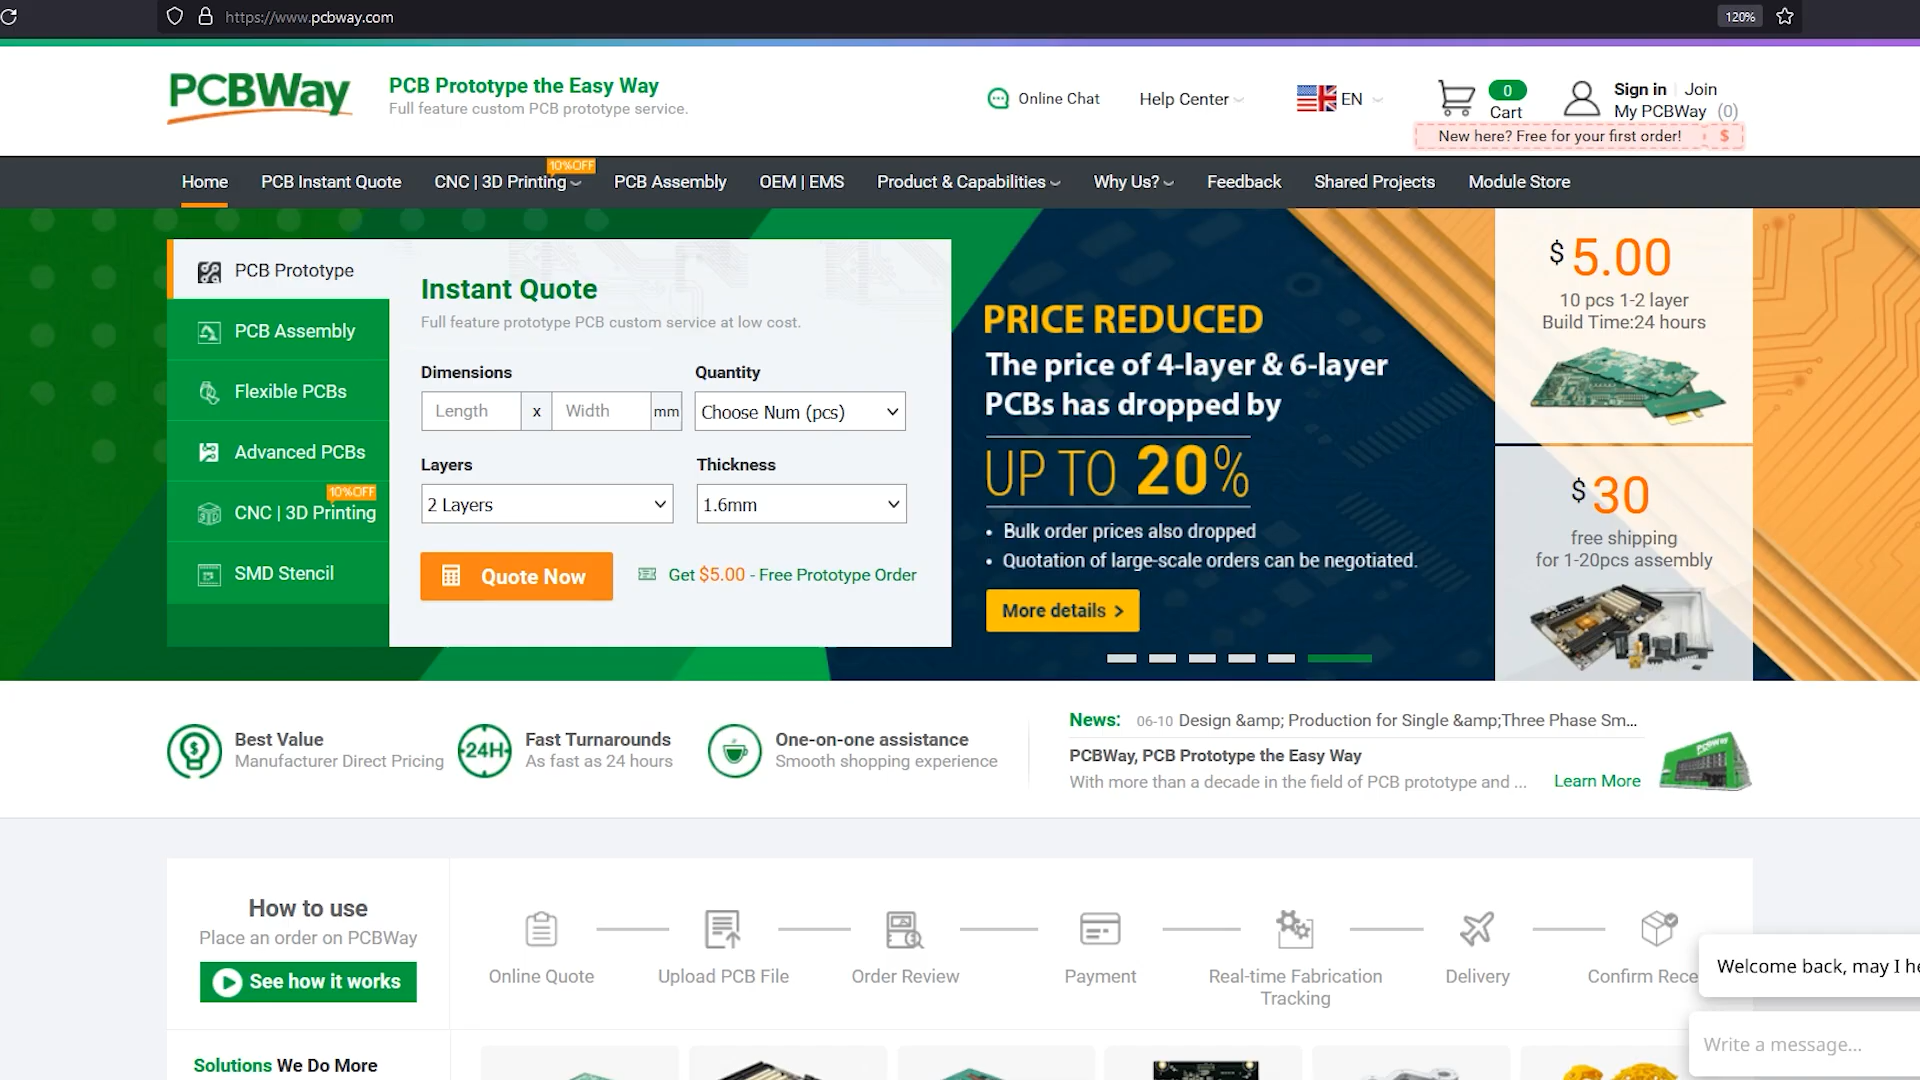 https://www.pcbway.com
120%
PCBWay
PCB Prototype the Easy Way
Full feature custom PCB prototype service.
Online Chat
Help Center
EN
0
Cart
Sign in | Join
My PCBWay (0)
New here? Free for your first order! $
Home
PCB Instant Quote
CNC | 3D Printing
10%OFF
PCB Assembly
OEM | EMS
Product & Capabilities
Why Us?
Feedback
Shared Projects
Module Store
PCB Prototype
PCB Assembly
Flexible PCBs
Advanced PCBs
10%OFF
CNC | 3D Printing
SMD Stencil
Instant Quote
Full feature prototype PCB custom service at low cost.
Dimensions
Quantity
Length x Width mm
Choose Num (pcs)
Layers
Thickness
2 Layers
1.6mm
Quote Now
Get $5.00 - Free Prototype Order
PRICE REDUCED
The price of 4-layer & 6-layer
PCBs has dropped by
UP TO 20%
• Bulk order prices also dropped
• Quotation of large-scale orders can be negotiated.
More details >
$ 5.00
10 pcs 1-2 layer
Build Time:24 hours
$ 30
free shipping
for 1-20pcs assembly
Best Value
Manufacturer Direct Pricing
24H
Fast Turnarounds
As fast as 24 hours
One-on-one assistance
Smooth shopping experience
News: 06-10 Design &amp; Production for Single &amp;Three Phase Sm...
PCBWay, PCB Prototype the Easy Way
With more than a decade in the field of PCB prototype and ... Learn More
PCBWay
How to use
Place an order on PCBWay
See how it works
Online Quote
Upload PCB File
Order Review
Payment
Real-time Fabrication
Tracking
Delivery
Confirm Rece
Welcome back, may I he
Write a message...
Solutions We Do More